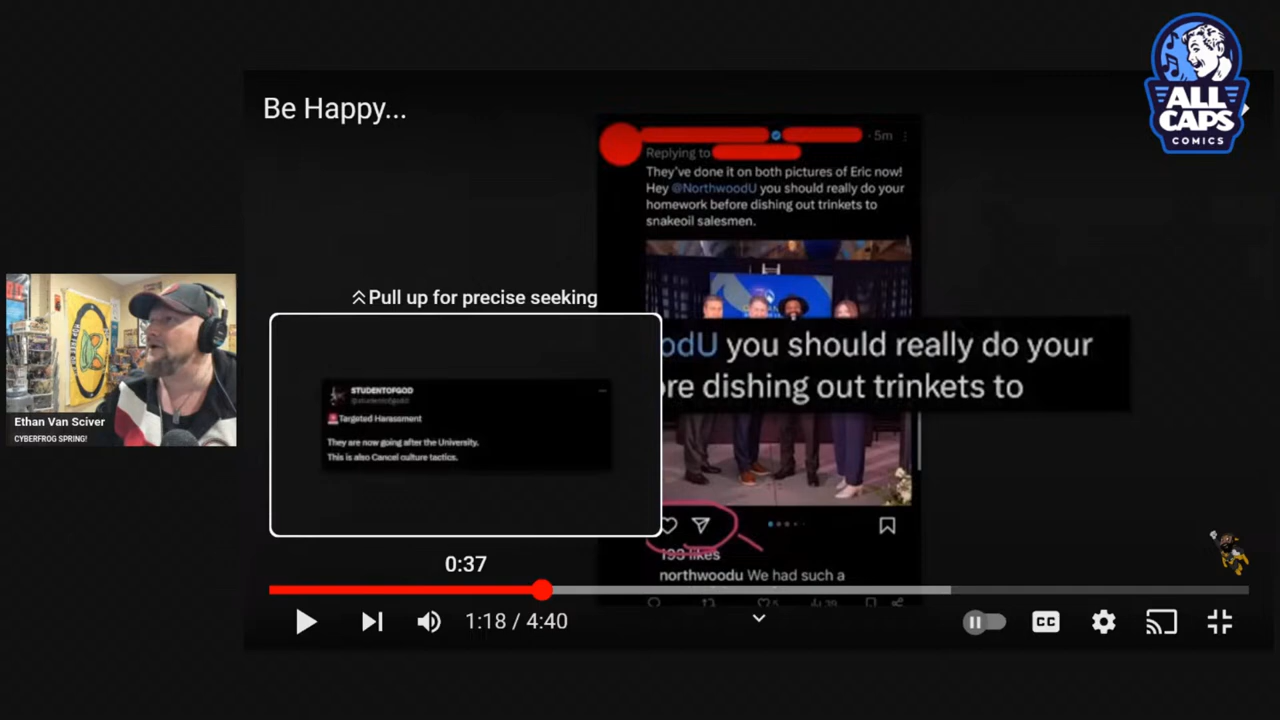 ALL
CAPS
COMICS
Be Happy...
5m
Replying to
They've done it on both pictures of Eric now!
Hey @NorthwoodU you should really do your
homework before dishing out trinkets to
snakeoil salesmen.
Pull up for precise seeking
odU you should really do your
re dishing out trinkets to
STUDENTOFGOD
Targeted Harassment
They are now going after the University.
This is also Cancel culture tactics.
Ethan Van Sciver
CYBERFROG SPRING!
193 likes
northwoodu We had such a
0:37
1:18 / 4:40
CC